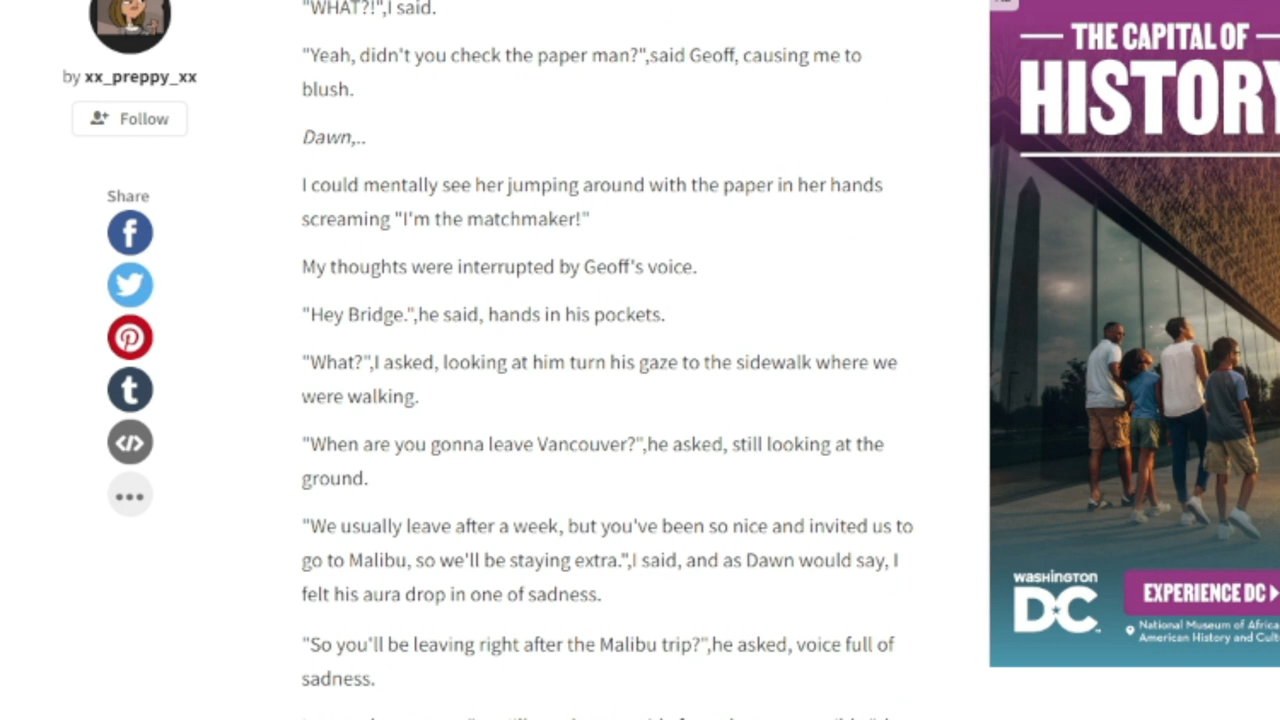 "WHAT?!",I said.
"Yeah, didn't you check the paper man?",said Geoff, causing me to
blush.
Dawn,..
I could mentally see her jumping around with the paper in her hands
screaming "I'm the matchmaker!"
My thoughts were interrupted by Geoff's voice.
"Hey Bridge.",he said, hands in his pockets.
"What?",I asked, looking at him turn his gaze to the sidewalk where we
were walking.
"When are you gonna leave Vancouver?",he asked, still looking at the
ground.
"We usually leave after a week, but you've been so nice and invited us to
go to Malibu, so we'll be staying extra.",I said, and as Dawn would say, I
felt his aura drop in one of sadness.
"So you'll be leaving right after the Malibu trip?",he asked, voice full of
sadness.
by xx_preppy_xx
Follow
Share
THE CAPITAL OF
HISTORY
WASHINGTON
DC
EXPERIENCE DC
National Museum of Africa
American History and Cult